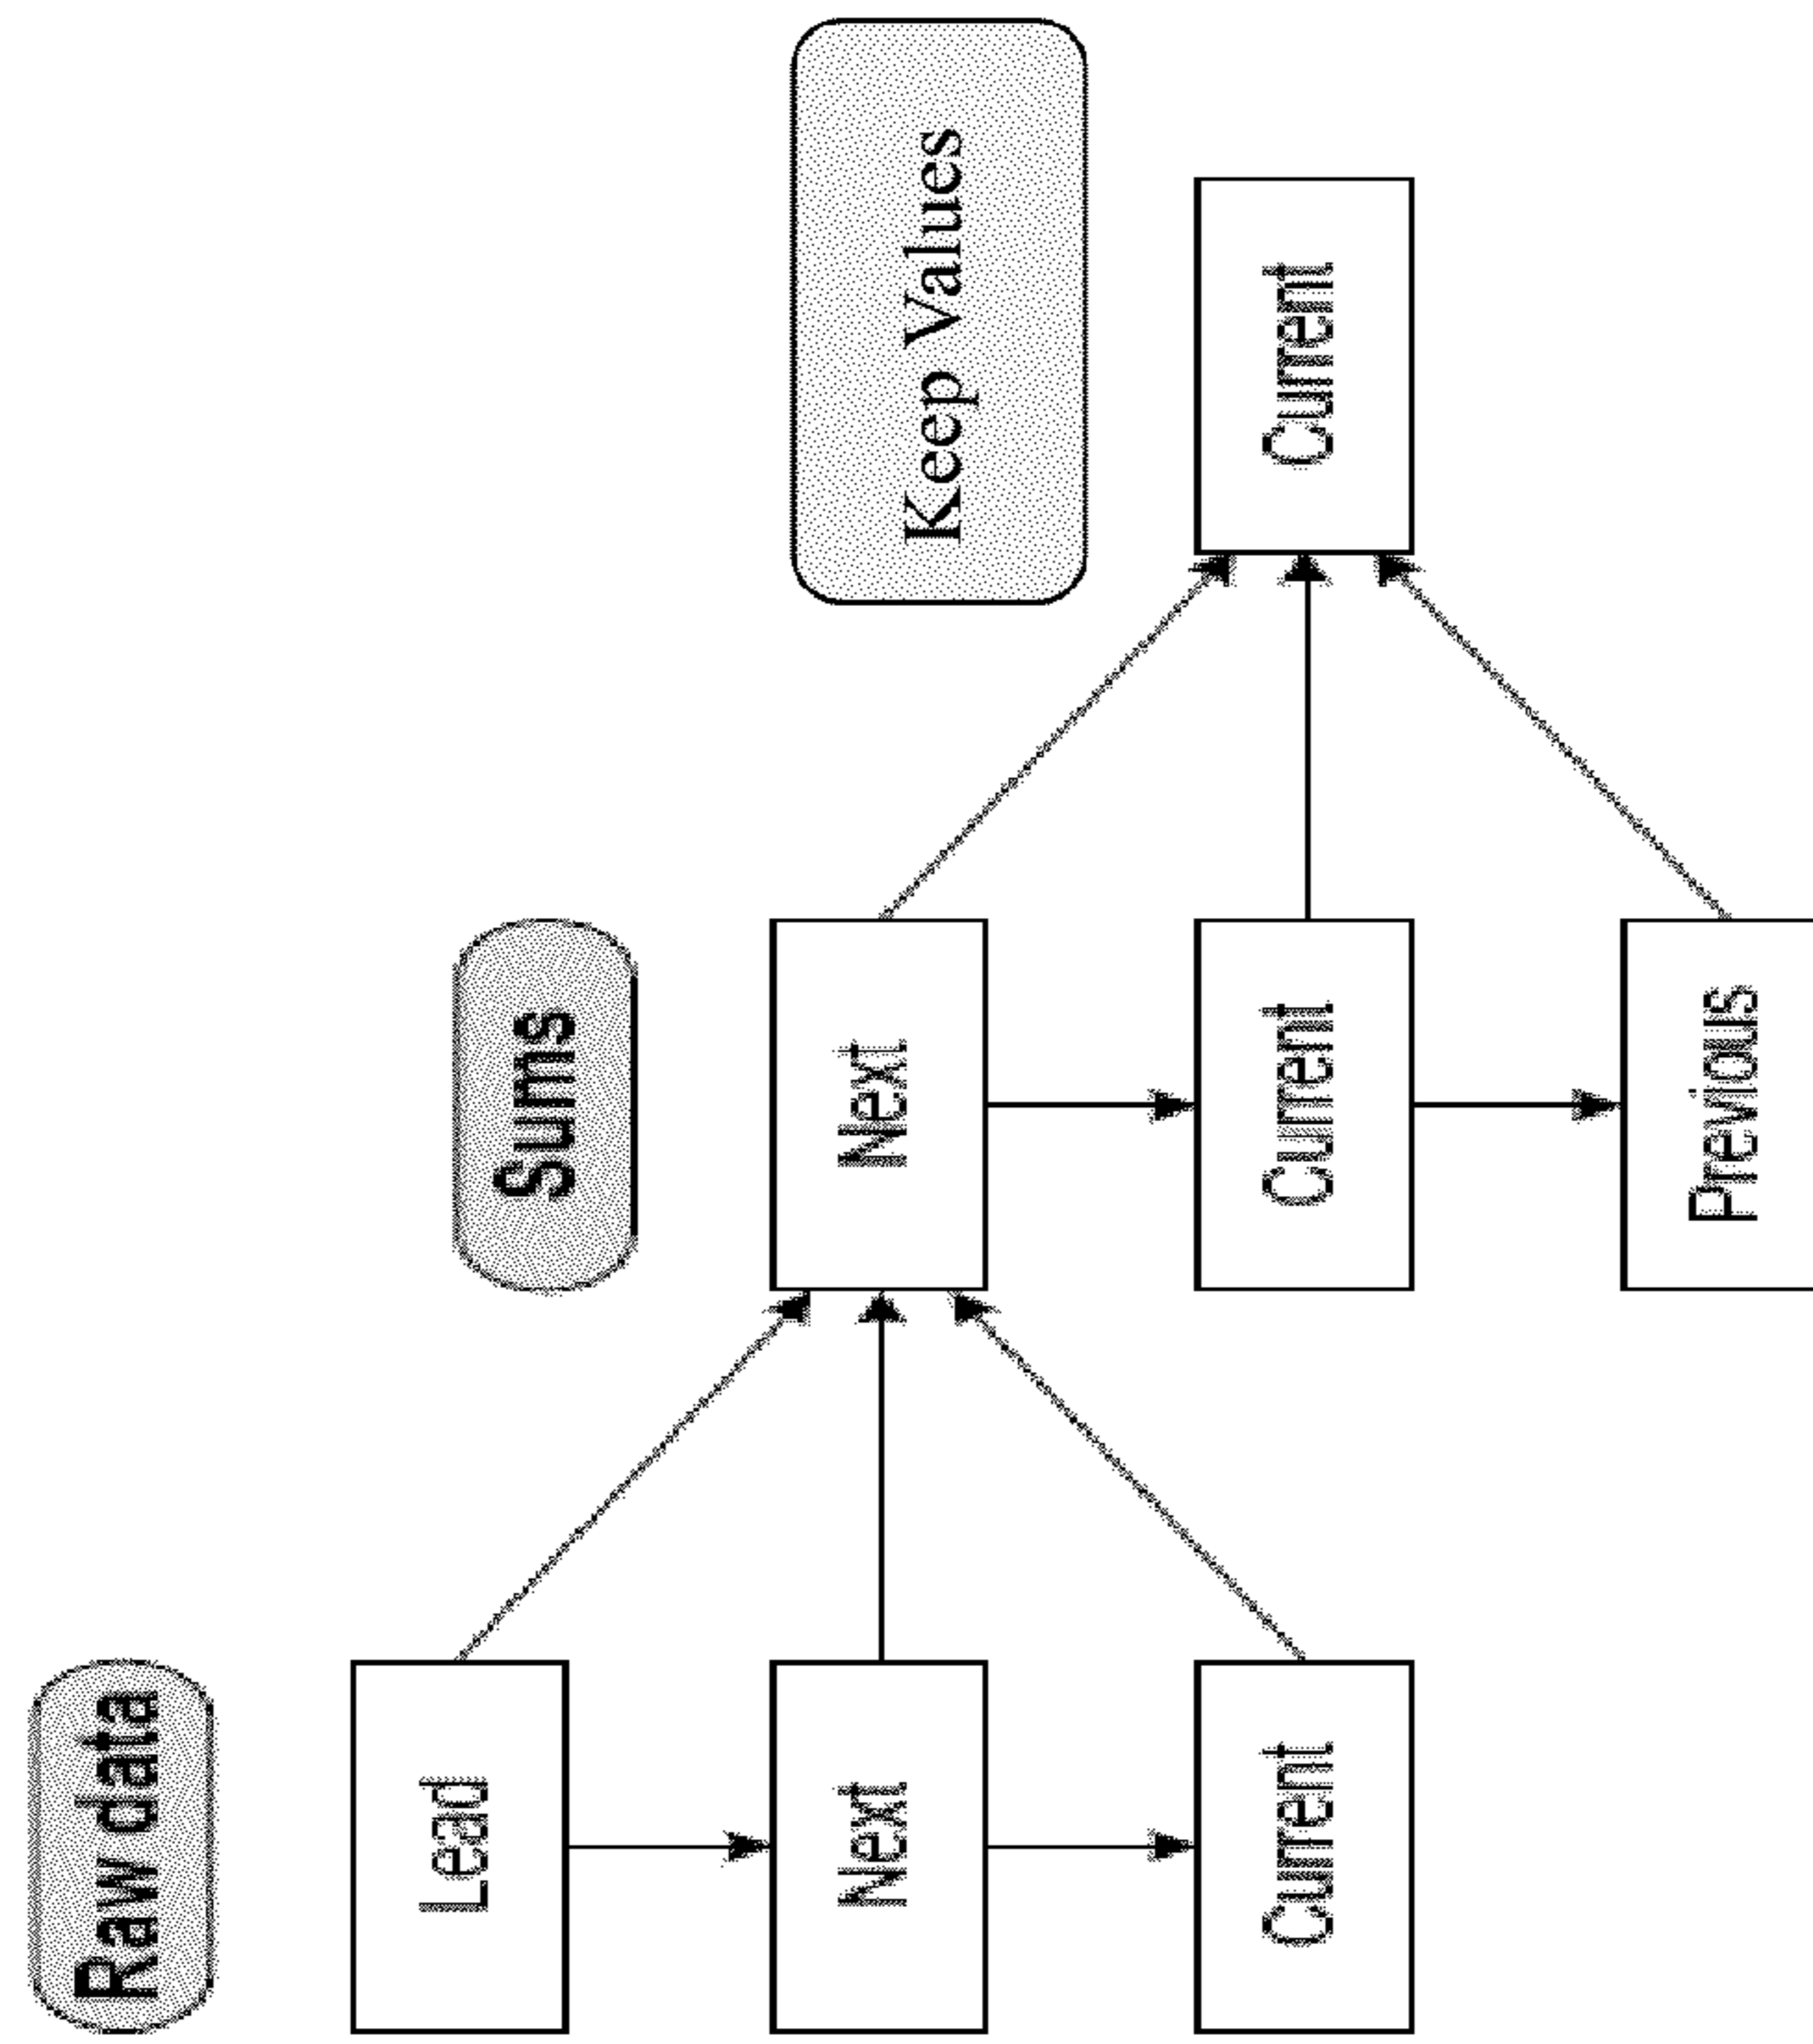 Raw data
Lead
Next
Current
Sums
Next
Current
Previous
Keep Values
Current